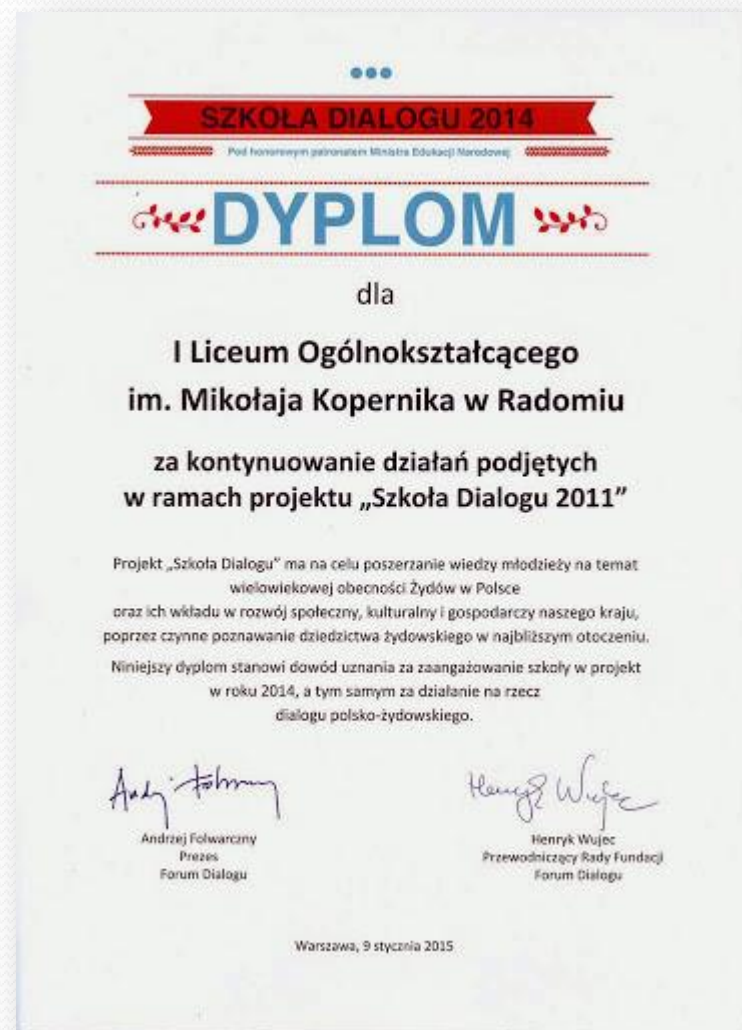 SZKOŁA DIALOGU 2014
Pod honorowym patronatem Ministra Edukacji Narodowej
DYPLOM
dla
I Liceum Ogólnokształcącego
im. Mikołaja Kopernika w Radomiu
za kontynuowanie działań podjętych
w ramach projektu „Szkoła Dialogu 2011”
Projekt „Szkoła Dialogu” ma na celu poszerzanie wiedzy młodzieży na temat
wielowiekowej obecności Żydów w Polsce
oraz ich wkładu w rozwój społeczny, kulturalny i gospodarczy naszego kraju,
poprzez czynne poznawanie dziedzictwa żydowskiego w najbliższym otoczeniu.
Niniejszy dyplom stanowi dowód uznania za zaangażowanie szkoły w projekt
w roku 2014, a tym samym za działanie na rzecz
dialogu polsko-żydowskiego.
Henryk Wujec
Andrzej Folwarczny
Prezes
Forum Dialogu
Henryk Wujec
Przewodniczący Rady Fundacji
Forum Dialogu
Warszawa, 9 stycznia 2015